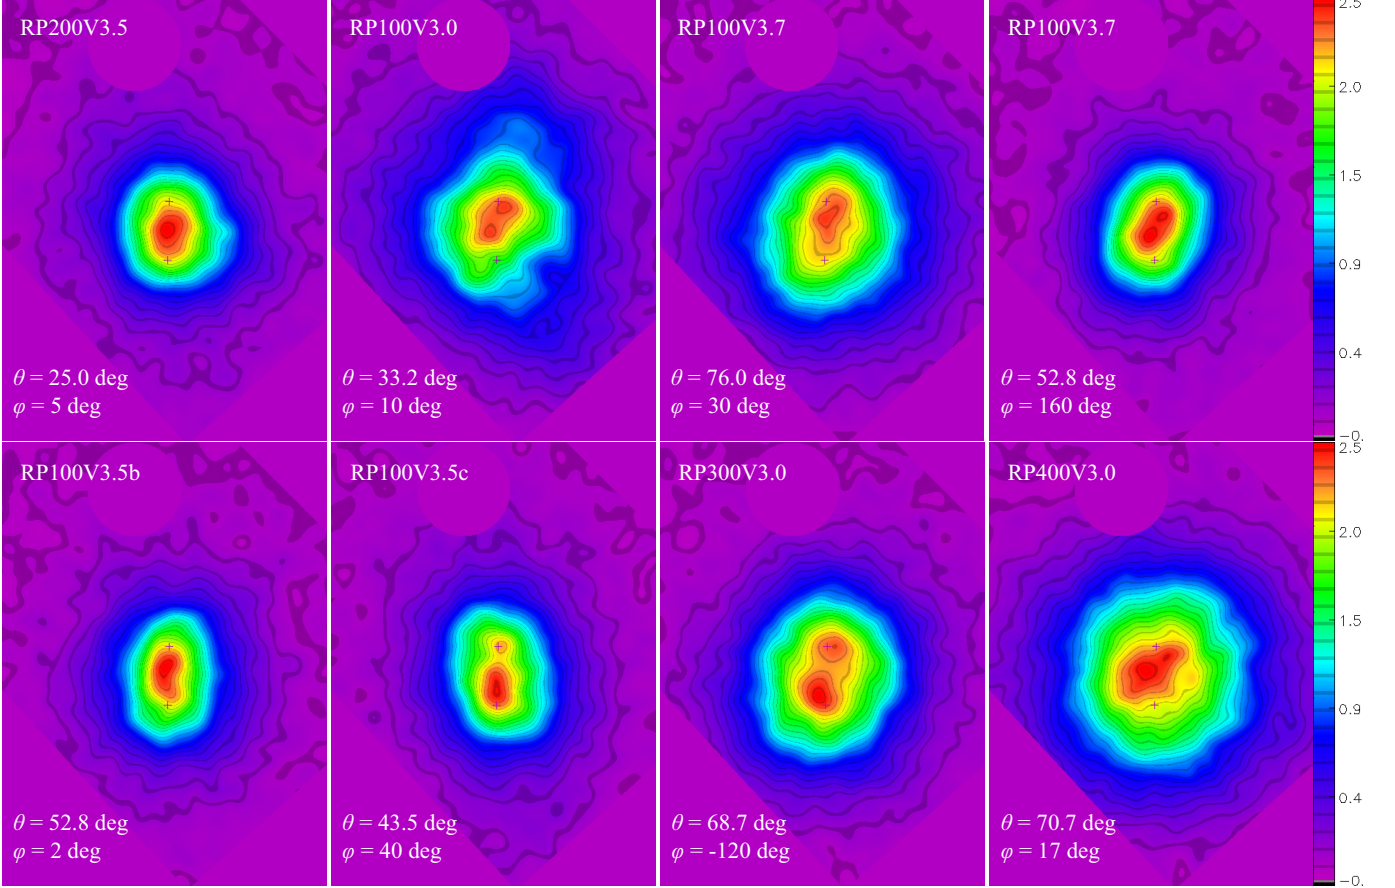 RP200V3.5
RP100V3.0
RP100V3.7
RP100V3.7
2.5
2.0
1.5
0.9
0.4
−0.
θ = 25.0 deg
φ = 5 deg
θ = 33.2 deg
φ = 10 deg
θ = 76.0 deg
φ = 30 deg
θ = 52.8 deg
φ = 160 deg
RP100V3.5b
RP100V3.5c
RP300V3.0
RP400V3.0
2.5
2.0
1.5
0.9
0.4
−0.
θ = 52.8 deg
φ = 2 deg
θ = 43.5 deg
φ = 40 deg
θ = 68.7 deg
φ = -120 deg
θ = 70.7 deg
φ = 17 deg